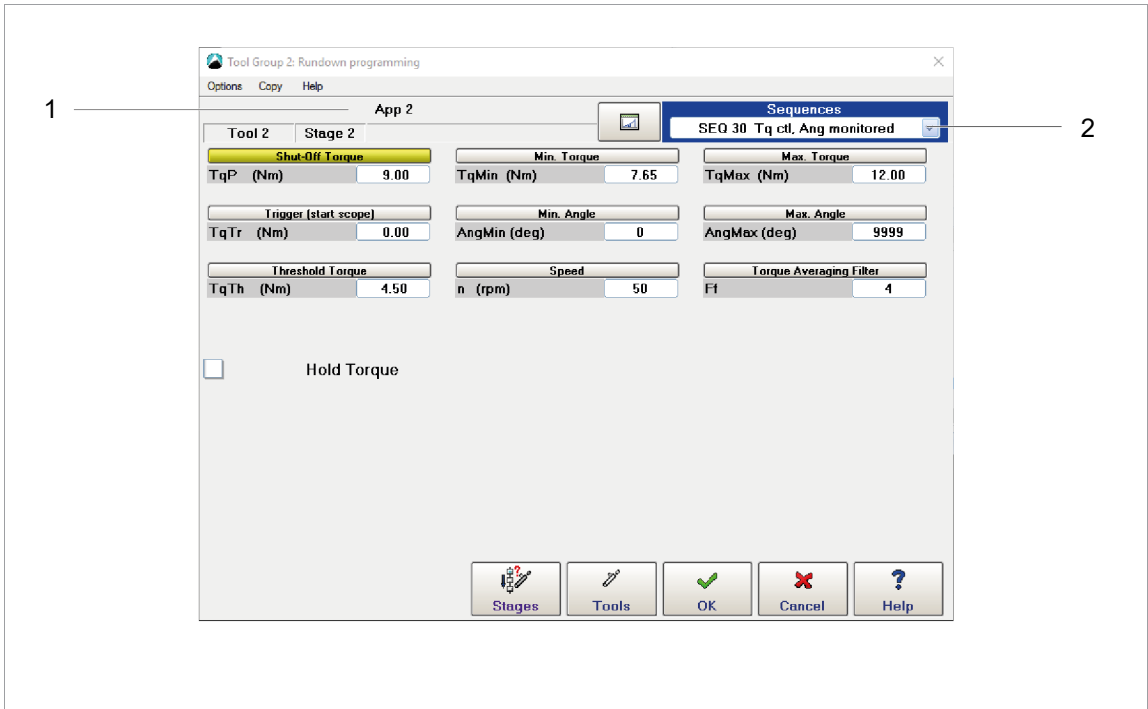 Tool Group 2: Rundown programming
Options Copy Help
1
App 2
Sequences
Tool 2 Stage 2
SEQ 30 Tq ctl, Ang monitored
2
Shut-Off Torque Min. Torque Max. Torque
TqP (Nm) 9.00 TqMin (Nm) 7.65 TqMax (Nm) 12.00
Trigger (start scope) Min. Angle Max. Angle
TqTr (Nm) 0.00 AngMin (deg) 0 AngMax (deg) 9999
Threshold Torque Speed Torque Averaging Filter
TqTh (Nm) 4.50 n (rpm) 50 Ff 4
Hold Torque
Stages Tools OK Cancel Help